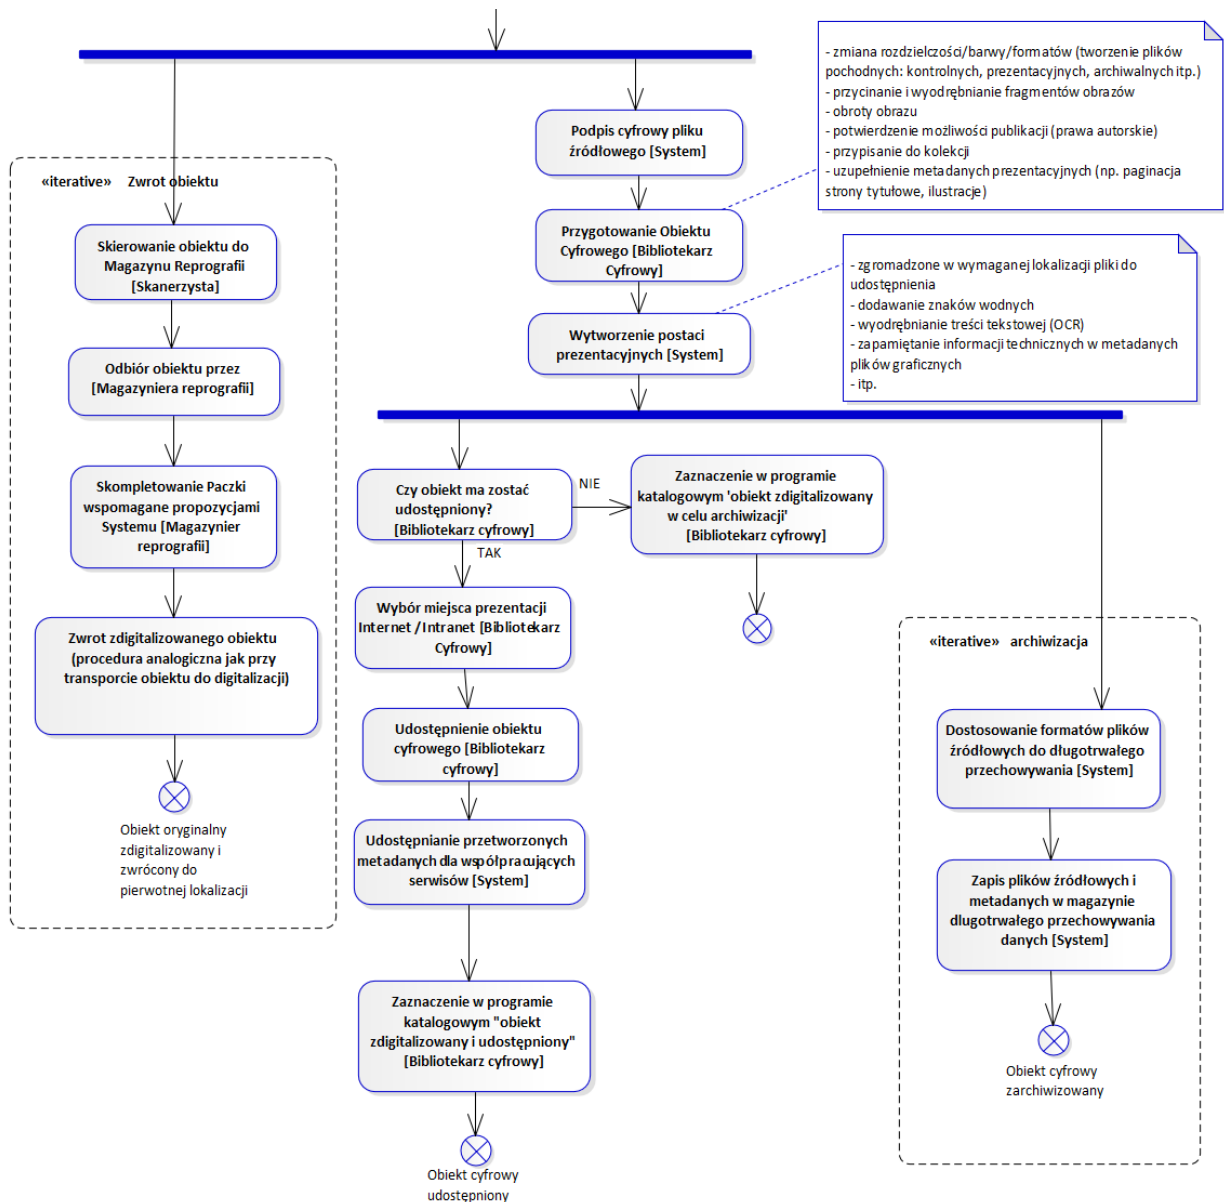 - zmiana rozdzielczości/barwy/formatów (tworzenie plików
pochodnych: kontrolnych, prezentacyjnych, archiwalnych itp.)
- przycinanie i wyodrębnianie fragmentów obrazów
- obroty obrazu
- potwierdzenie możliwości publikacji (prawa autorskie)
- przypisanie do kolekcji
- uzupełnienie metadanych prezentacyjnych (np. paginacja
strony tytułowe, ilustracje)
Podpis cyfrowy pliku
źródłowego [System]
«iterative» Zwrot obiektu
Skierowanie obiektu do
Magazynu Reprografii
[Skanerzysta]
Przygotowanie Obiektu
Cyfrowego [Bibliotekarz
Cyfrowy]
- zgromadzone w wymaganej lokalizacji pliki do
udostępnienia
- dodawanie znaków wodnych
- wyodrębnianie treści tekstowej (OCR)
- zapamiętanie informacji technicznych w metadanych
plików graficznych
- itp.
Wytworzenie postaci
prezentacyjnych [System]
Odbiór obiektu przez
[Magazyniera reprografii]
Skompletowanie Paczki
wspomagane propozycjami
Systemu [Magazynier
reprografii]
Czy obiekt ma zostać
udostępniony?
[Bibliotekarz cyfrowy]
NIE
Zaznaczenie w programie
katalogowym 'obiekt zdigitalizowany
w celu archiwizacji'
[Bibliotekarz cyfrowy]
TAK
Wybór miejsca prezentacji
Internet /Intranet [Bibliotekarz
Cyfrowy]
Zwrot zdigitalizowanego obiektu
(procedura analogiczna jak przy
transporcie obiektu do digitalizacji)
«iterative» archiwizacja
Udostępnienie obiektu
cyfrowego [Bibliotekarz
cyfrowy]
Dostosowanie formatów plików
źródłowych do długotrwałego
przechowywania [System]
Obiekt oryginalny
zdigitalizowany i
zwrócony do
pierwotnej lokalizacji
Udostępnianie przetworzonych
metadanych dla współpracujących
serwisów [System]
Zapis plików źródłowych i
metadanych w magazynie
dlugotrwałego przechowywania
danych [System]
Zaznaczenie w programie
katalogowym "obiekt
zdigitalizowany i udostępniony"
[Bibliotekarz cyfrowy]
Obiekt cyfrowy
zarchiwizowany
Obiekt cyfrowy
udostępniony